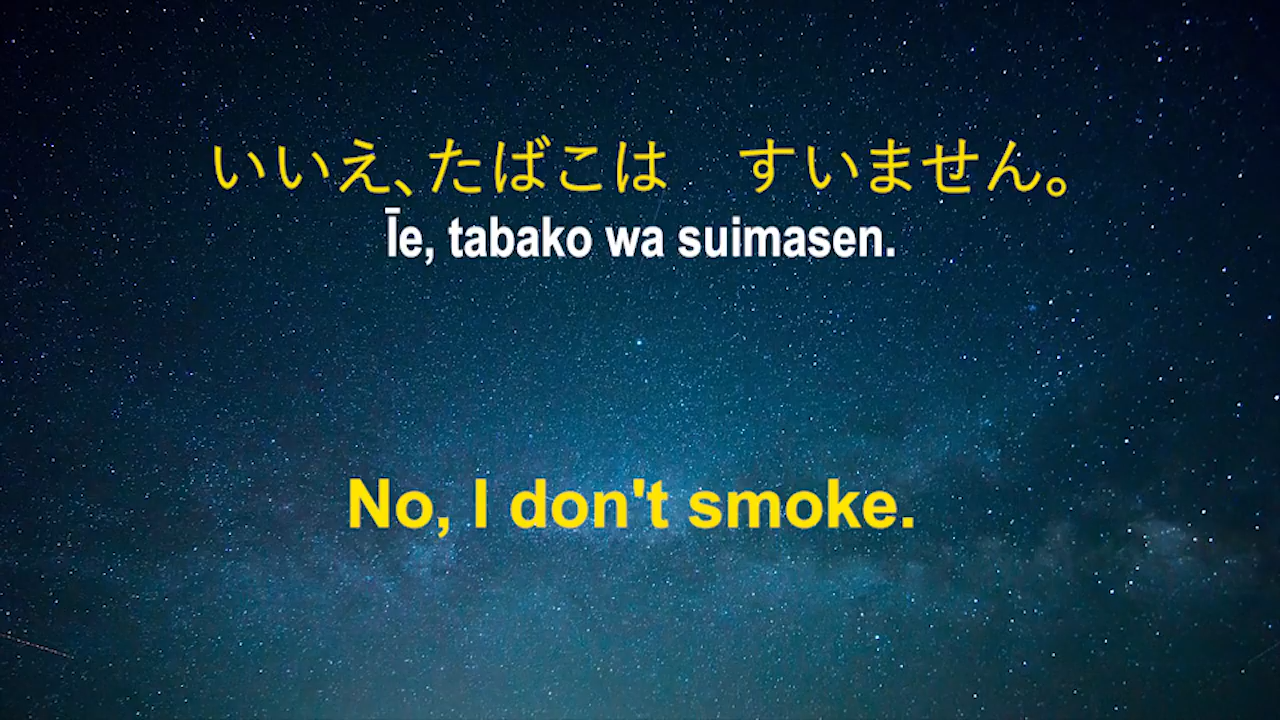 いいえ、たばこは　すいません。
Īe, tabako wa suimasen.
No, I don't smoke.